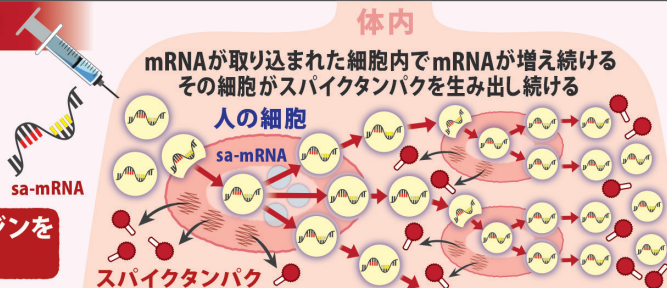 体内
mRNAが取り込まれた細胞内でmRNAが増え続ける
その細胞がスパイクタンパクを生み出し続ける
人の細胞
sa-mRNA
sa-mRNA
ジンを
スパイクタンパク